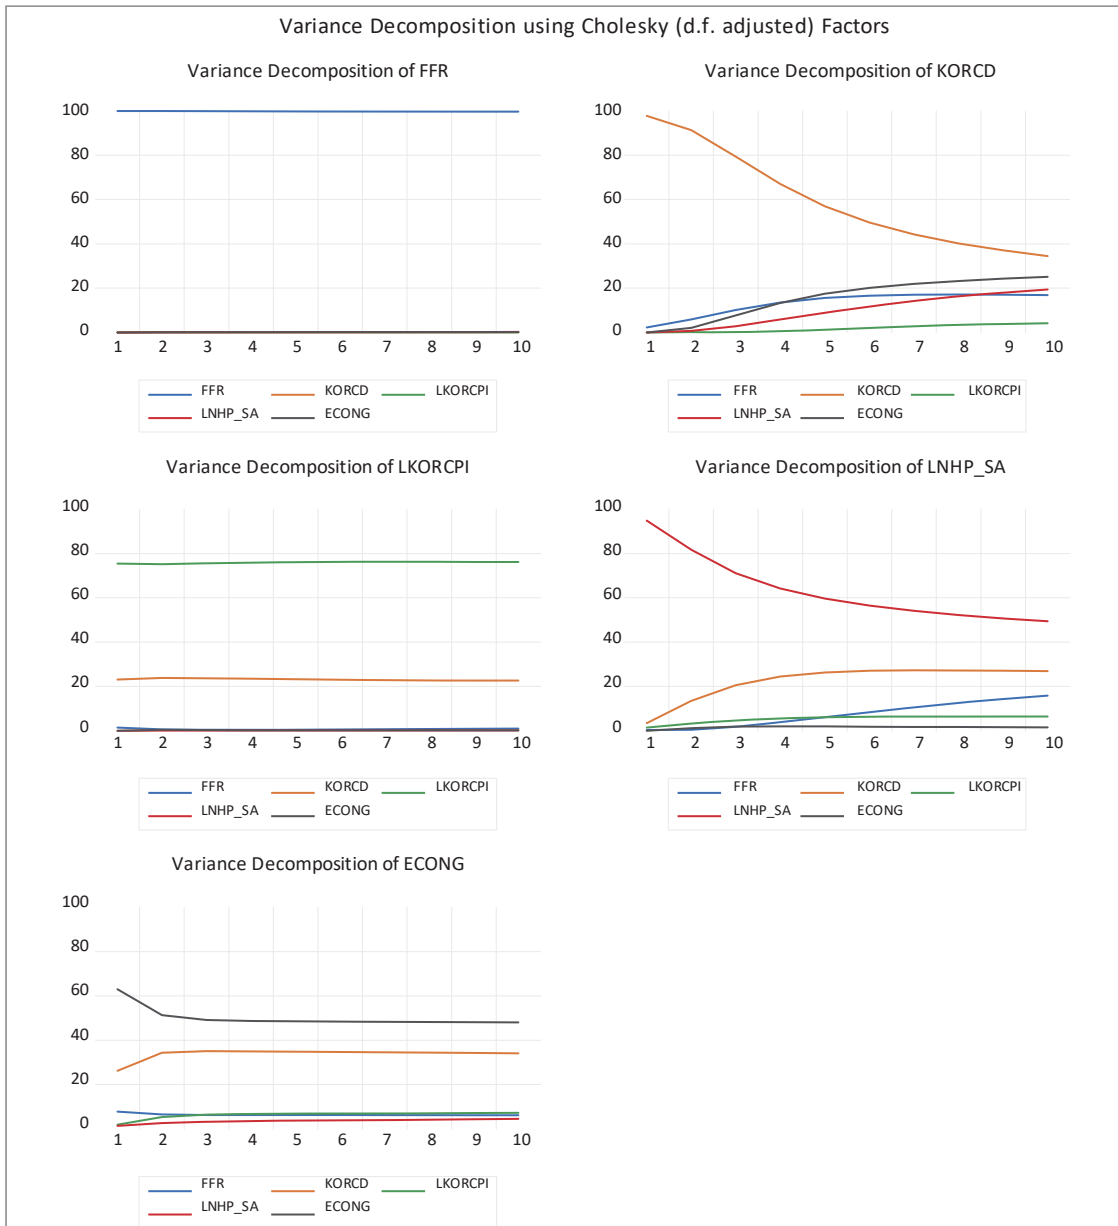 Variance Decomposition using Cholesky (d.f. adjusted) Factors
Variance Decomposition of FFR
100
80
60
40
20
0
1 2 3 4 5 6 7 8 9 10
FFR KORCD LKORCPI
LNHP_SA ECONG
Variance Decomposition of KORCD
100
80
60
40
20
0
1 2 3 4 5 6 7 8 9 10
FFR KORCD LKORCPI
LNHP_SA ECONG
Variance Decomposition of LKORCPI
100
80
60
40
20
0
1 2 3 4 5 6 7 8 9 10
FFR KORCD LKORCPI
LNHP_SA ECONG
Variance Decomposition of LNHP_SA
100
80
60
40
20
0
1 2 3 4 5 6 7 8 9 10
FFR KORCD LKORCPI
LNHP_SA ECONG
Variance Decomposition of ECONG
100
80
60
40
20
0
1 2 3 4 5 6 7 8 9 10
FFR KORCD LKORCPI
LNHP_SA ECONG